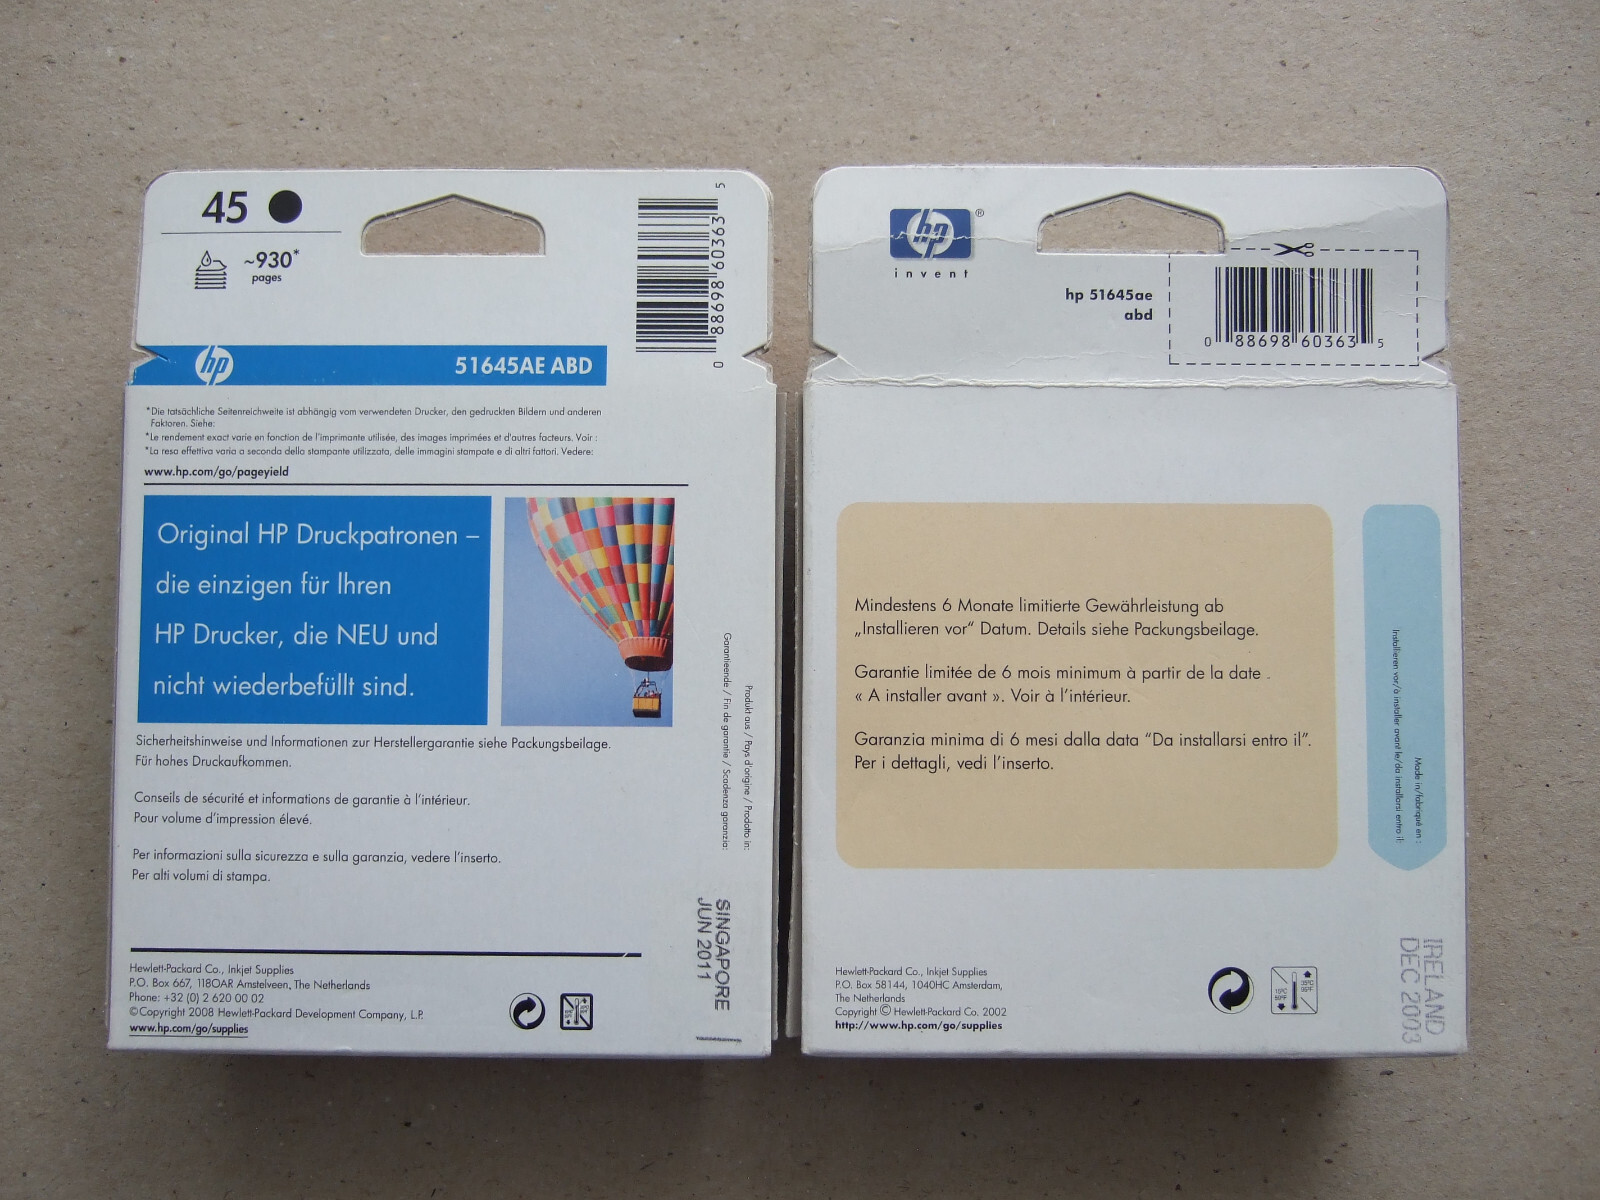 45
~930*
pages
0 88698 60363 5
hp
51645AE ABD
*Die tatsächliche Seitenreichweite ist abhängig vom verwendeten Drucker, den gedruckten Bildern und anderen
Faktoren. Siehe:
*Le rendement exact varie en fonction de l'imprimante utilisée, des images imprimées et d'autres facteurs. Voir :
*La resa effettiva varia a seconda della stampante utilizzata, delle immagini stampate e di altri fattori. Vedere:
www.hp.com/go/pageyield
Original HP Druckpatronen –
die einzigen für Ihren
HP Drucker, die NEU und
nicht wiederbefüllt sind.
Sicherheitshinweise und Informationen zur Herstellergarantie siehe Packungsbeilage.
Für hohes Druckaufkommen.
Conseils de sécurité et informations de garantie à l'intérieur.
Pour volume d'impression élevé.
Per informazioni sulla sicurezza e sulla garanzia, vedere l'inserto.
Per alti volumi di stampa.
Produkt aus / Pays d'origine / Prodotto in:
Garantieende / Fin de garantie / Scadenza garanzia:
SINGAPORE
JUN 2011
Hewlett-Packard Co., Inkjet Supplies
P.O. Box 667, 1180AR Amstelveen, The Netherlands
Phone: +32 (0) 2 620 00 02
©Copyright 2008 Hewlett-Packard Development Company, L.P.
www.hp.com/go/supplies
hp ®
invent
hp 51645ae
abd
0 88698 60363 5
Mindestens 6 Monate limitierte Gewährleistung ab
„Installieren vor“ Datum. Details siehe Packungsbeilage.
Garantie limitée de 6 mois minimum à partir de la date .
« A installer avant ». Voir à l'intérieur.
Garanzia minima di 6 mesi dalla data “Da installarsi entro il”.
Per i dettagli, vedi l'inserto.
Made in/fabriqué en :
Installieren vor/à installer avant le/da installarsi entro il:
IRELAND
DEC 2003
Hewlett-Packard Co., Inkjet Supplies
P.O. Box 58144, 1040HC Amsterdam,
The Netherlands
Copyright © Hewlett-Packard Co. 2002
http://www.hp.com/go/supplies